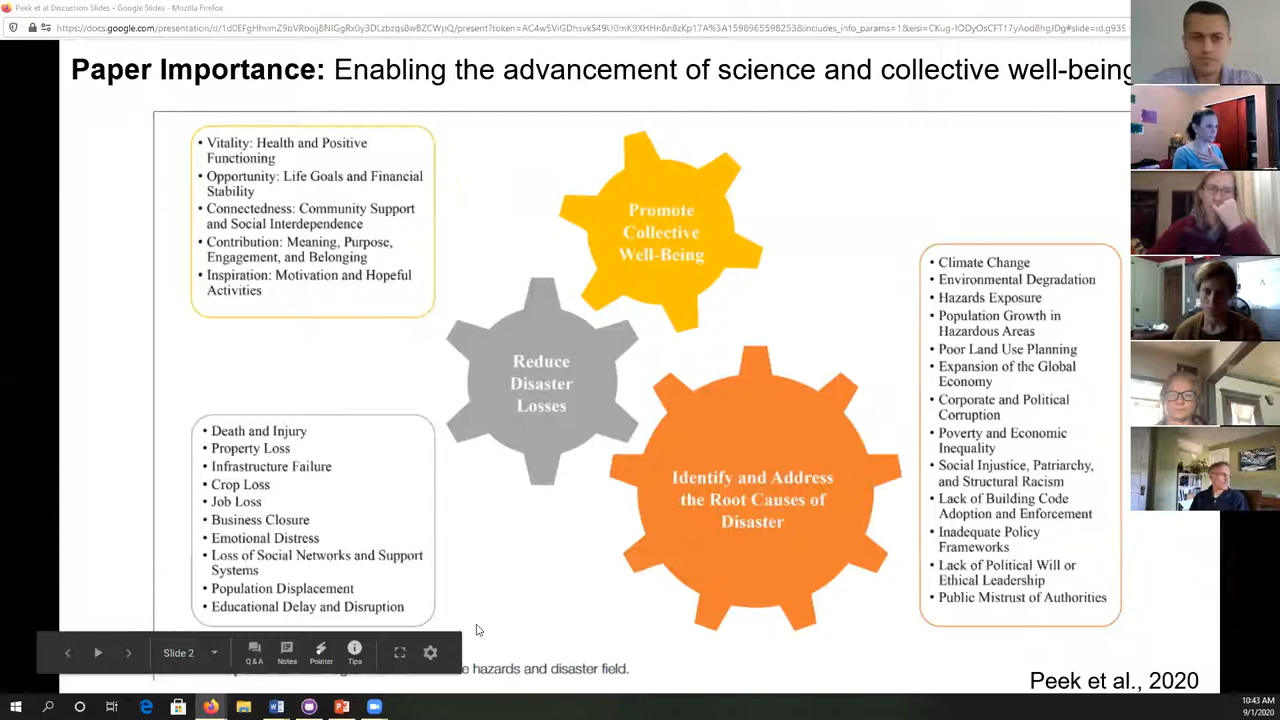 Peek et al Discussion Slides - Google Slides - Mozilla Firefox
Paper Importance: Enabling the advancement of science and collective well-being
• Vitality: Health and Positive
Functioning
• Opportunity: Life Goals and Financial
Stability
• Connectedness: Community Support
and Social Interdependence
• Contribution: Meaning, Purpose,
Engagement, and Belonging
• Inspiration: Motivation and Hopeful
Activities
Promote
Collective
Well-Being
Reduce
Disaster
Losses
• Death and Injury
• Property Loss
• Infrastructure Failure
• Crop Loss
• Job Loss
• Business Closure
• Emotional Distress
• Loss of Social Networks and Support
Systems
• Population Displacement
• Educational Delay and Disruption
Identify and Address
the Root Causes of
Disaster
• Climate Change
• Environmental Degradation
• Hazards Exposure
• Population Growth in
Hazardous Areas
• Poor Land Use Planning
• Expansion of the Global
Economy
• Corporate and Political
Corruption
• Poverty and Economic
Inequality
• Social Injustice, Patriarchy,
and Structural Racism
• Lack of Building Code
Adoption and Enforcement
• Inadequate Policy
Frameworks
• Lack of Political Will or
Ethical Leadership
• Public Mistrust of Authorities
Slide 2
Q & A
Notes
Pointer
Tips
hazards and disaster field.
Peek et al., 2020
10:43 AM
9/1/2020